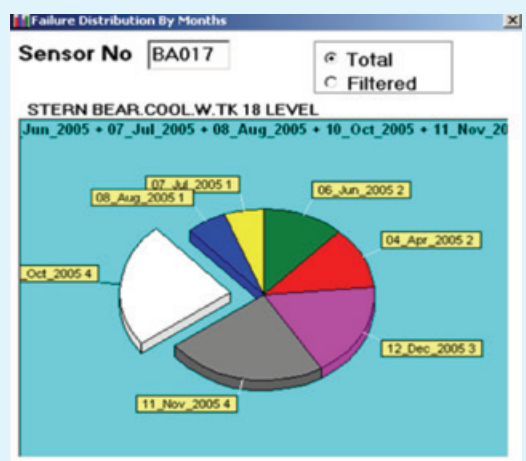 Failure Distribution By Months
Sensor No BA017
Total
Filtered
STERN BEAR.COOL.W.TK 18 LEVEL
Jun_2005 + 07_Jul_2005 + 08_Aug_2005 + 10_Oct_2005 + 11_Nov_20
07_Jul_2005 1
06_Jun_2005 2
08_Aug_2005 1
04_Apr_2005 2
_Oct_2005 4
12_Dec_2005 3
11_Nov_2005 4